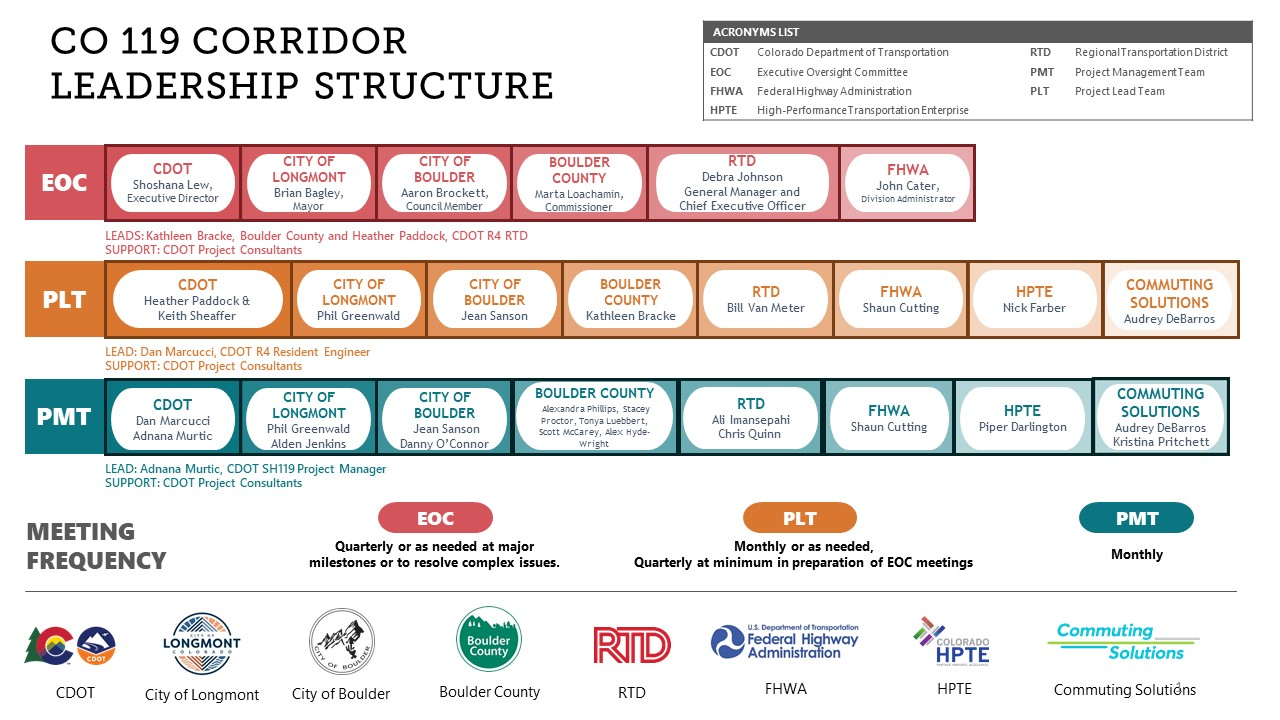 CO 119 CORRIDOR
LEADERSHIP STRUCTURE
ACRONYMS LIST
CDOT Colorado Department of Transportation
RTD Regional Transportation District
EOC Executive Oversight Committee
PMT Project Management Team
FHWA Federal Highway Administration
PLT Project Lead Team
HPTE High-Performance Transportation Enterprise
EOC
CDOT
Shoshana Lew,
Executive Director
CITY OF
LONGMONT
Brian Bagley,
Mayor
CITY OF
BOULDER
Aaron Brockett,
Council Member
BOULDER
COUNTY
Marta Loachamin,
Commissioner
RTD
Debra Johnson
General Manager and
Chief Executive Officer
FHWA
John Cater,
Division Administrator
LEADS: Kathleen Bracke, Boulder County and Heather Paddock, CDOT R4 RTD
SUPPORT: CDOT Project Consultants
PLT
CDOT
Heather Paddock &
Keith Sheaffer
CITY OF
LONGMONT
Phil Greenwald
CITY OF
BOULDER
Jean Sanson
BOULDER
COUNTY
Kathleen Bracke
RTD
Bill Van Meter
FHWA
Shaun Cutting
HPTE
Nick Farber
COMMUTING
SOLUTIONS
Audrey DeBarros
LEAD: Dan Marcucci, CDOT R4 Resident Engineer
SUPPORT: CDOT Project Consultants
PMT
CDOT
Dan Marcucci
Adnana Murtic
CITY OF
LONGMONT
Phil Greenwald
Alden Jenkins
CITY OF
BOULDER
Jean Sanson
Danny O'Connor
BOULDER COUNTY
Alexandra Phillips, Stacey
Proctor, Tonya Luebbert,
Scott McCarey, Alex Hyde-
Wright
RTD
Ali Imansepahi
Chris Quinn
FHWA
Shaun Cutting
HPTE
Piper Darlington
COMMUTING
SOLUTIONS
Audrey DeBarros
Kristina Pritchett
LEAD: Adnana Murtic, CDOT SH119 Project Manager
SUPPORT: CDOT Project Consultants
MEETING
FREQUENCY
EOC
Quarterly or as needed at major
milestones or to resolve complex issues.
PLT
Monthly or as needed,
Quarterly at minimum in preparation of EOC meetings
PMT
Monthly
CDOT
CITY OF
LONGMONT
COLORADO
CITY OF BOULDER
Boulder
County
RTD
U.S. Department of Transportation
Federal Highway
Administration
COLORADO
HPTE
Commuting
Solutions
CDOT
City of Longmont
City of Boulder
Boulder County
RTD
FHWA
HPTE
Commuting Solutions
1